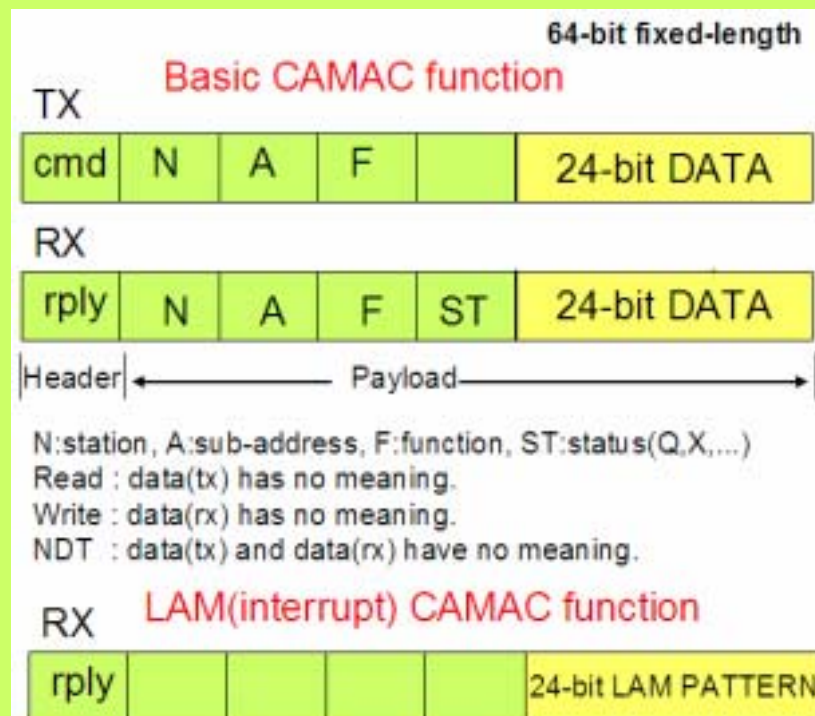 64-bit fixed-length
Basic CAMAC function
TX
cmd N A F 24-bit DATA
RX
rply N A F ST 24-bit DATA
Header Payload
N:station, A:sub-address, F:function, ST:status(Q,X,...)
Read : data(tx) has no meaning.
Write : data(rx) has no meaning.
NDT : data(tx) and data(rx) have no meaning.
LAM(interrupt) CAMAC function
RX
rply 24-bit LAM PATTERN